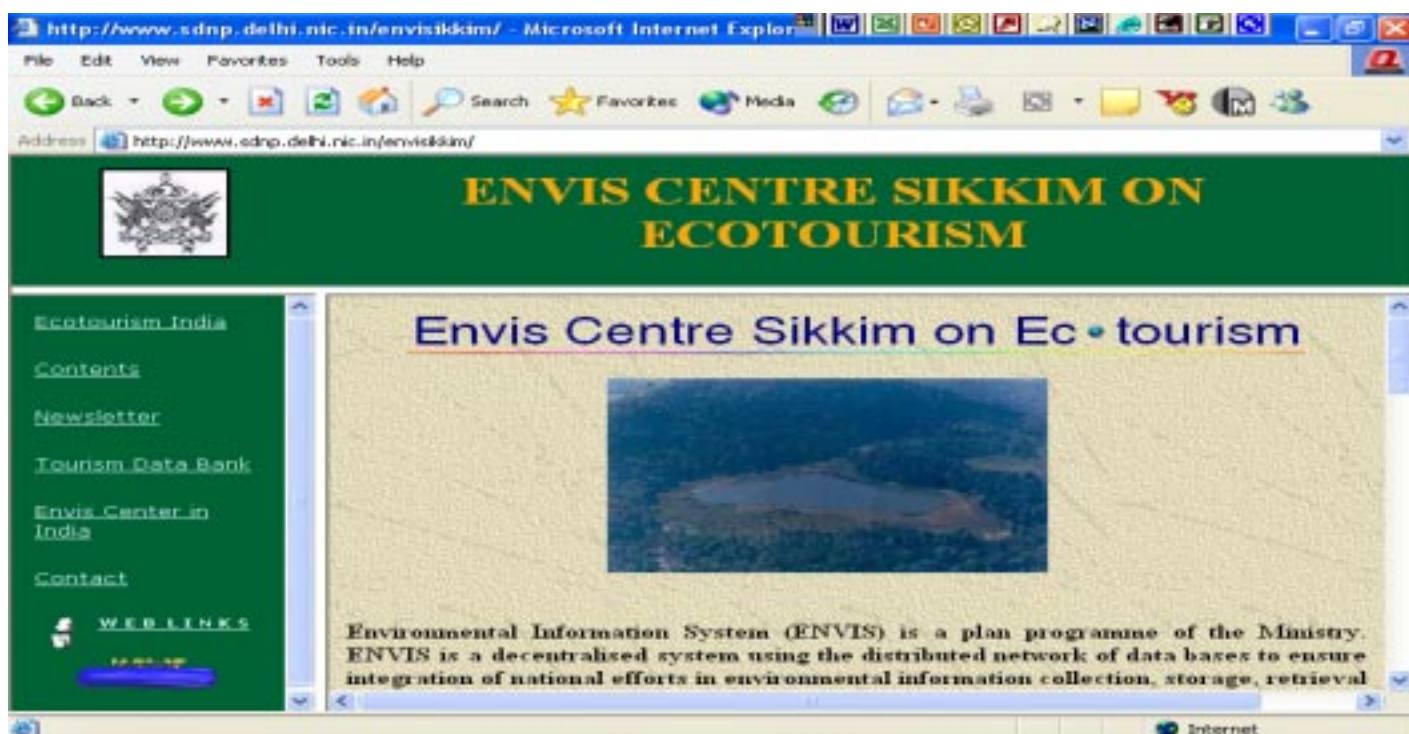 http://www.sdnp.delhi.nic.in/envisikkim/ - Microsoft Internet Explor
File Edit View Favorites Tools Help
Back Search Favorites Media
Address http://www.sdnp.delhi.nic.in/envisikkim/
ENVIS CENTRE SIKKIM ON
ECOTOURISM
Ecotourism India
Contents
Newsletter
Tourism Data Bank
Envis Center in
India
Contact
WEB LINKS
Envis Centre Sikkim on Ec•tourism
Environmental Information System (ENVIS) is a plan programme of the Ministry.
ENVIS is a decentralised system using the distributed network of data bases to ensure
integration of national efforts in environmental information collection, storage, retrieval
Internet